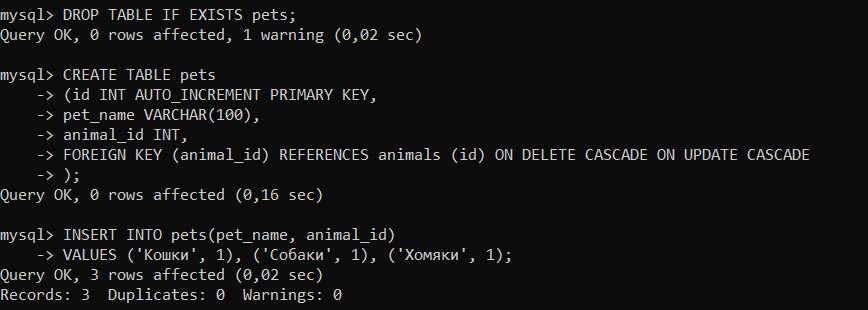 mysql> DROP TABLE IF EXISTS pets;
Query OK, 0 rows affected, 1 warning (0,02 sec)
mysql> CREATE TABLE pets
-> (id INT AUTO_INCREMENT PRIMARY KEY,
-> pet_name VARCHAR(100),
-> animal_id INT,
-> FOREIGN KEY (animal_id) REFERENCES animals (id) ON DELETE CASCADE ON UPDATE CASCADE
-> );
Query OK, 0 rows affected (0,16 sec)
mysql> INSERT INTO pets(pet_name, animal_id)
-> VALUES ('Кошки', 1), ('Собаки', 1), ('Хомяки', 1);
Query OK, 3 rows affected (0,02 sec)
Records: 3  Duplicates: 0  Warnings: 0